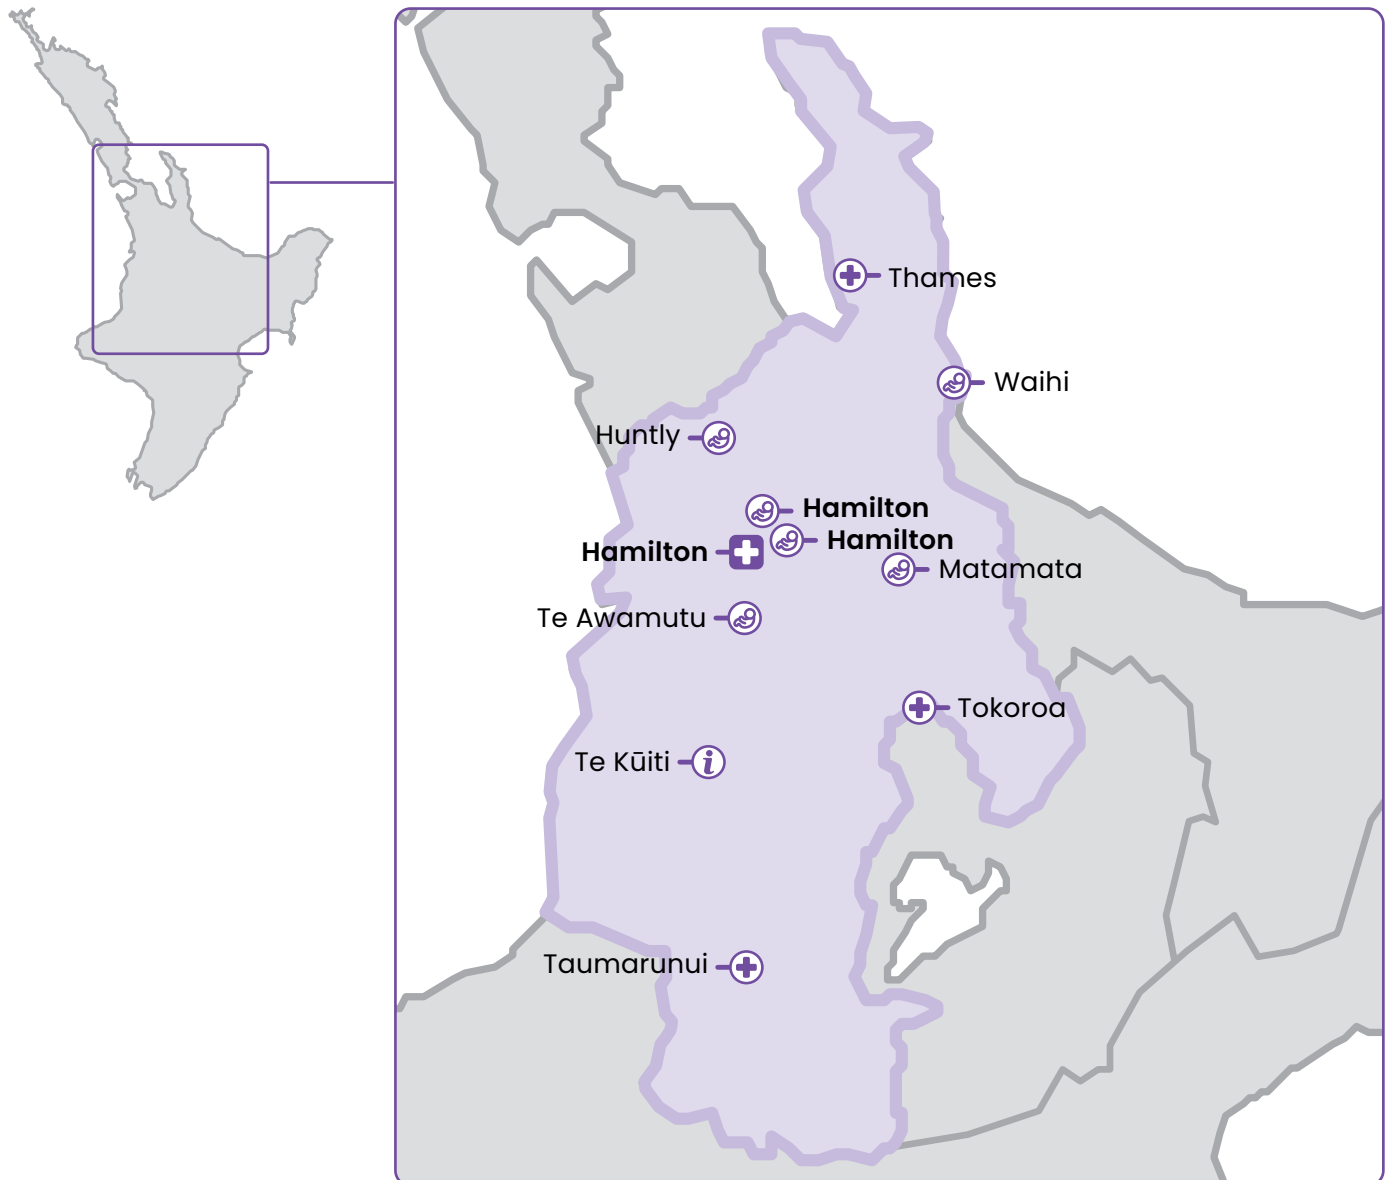 Thames
Waihi
Huntly
Hamilton
Hamilton
Hamilton
Matamata
Te Awamutu
Tokoroa
Te Kūiti
Taumarunui